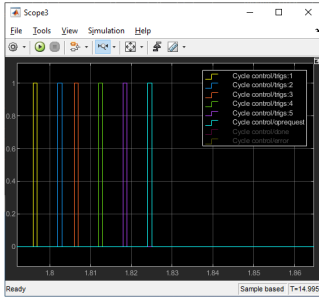 Scope3
File Tools View Simulation Help
Cycle control/trigs:1
Cycle control/trigs:2
Cycle control/trigs:3
Cycle control/trigs:4
Cycle control/trigs:5
Cycle control/oprequest
Cycle control/done
Cycle control/error
1
0.8
0.6
0.4
0.2
0
1.8 1.81 1.82 1.83 1.84 1.85 1.86
Ready Sample based T=14.995